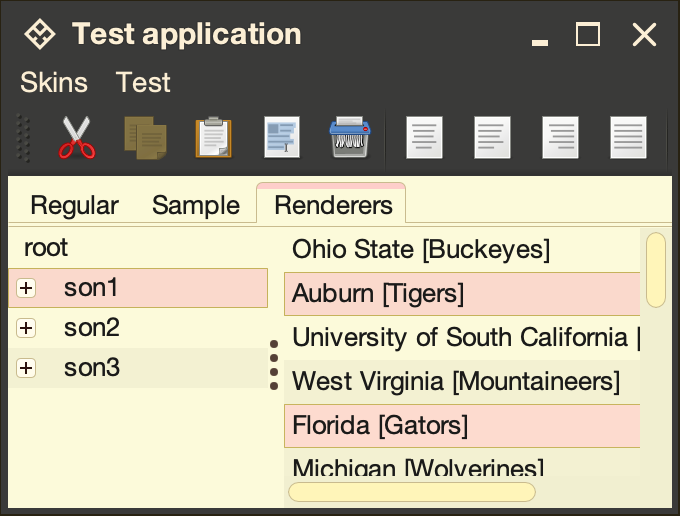 Test application
Skins Test
Regular Sample Renderers
root
son1
son2
son3
Ohio State [Buckeyes]
Auburn [Tigers]
University of South California [
West Virginia [Mountaineers]
Florida [Gators]
Michigan [Wolverines]